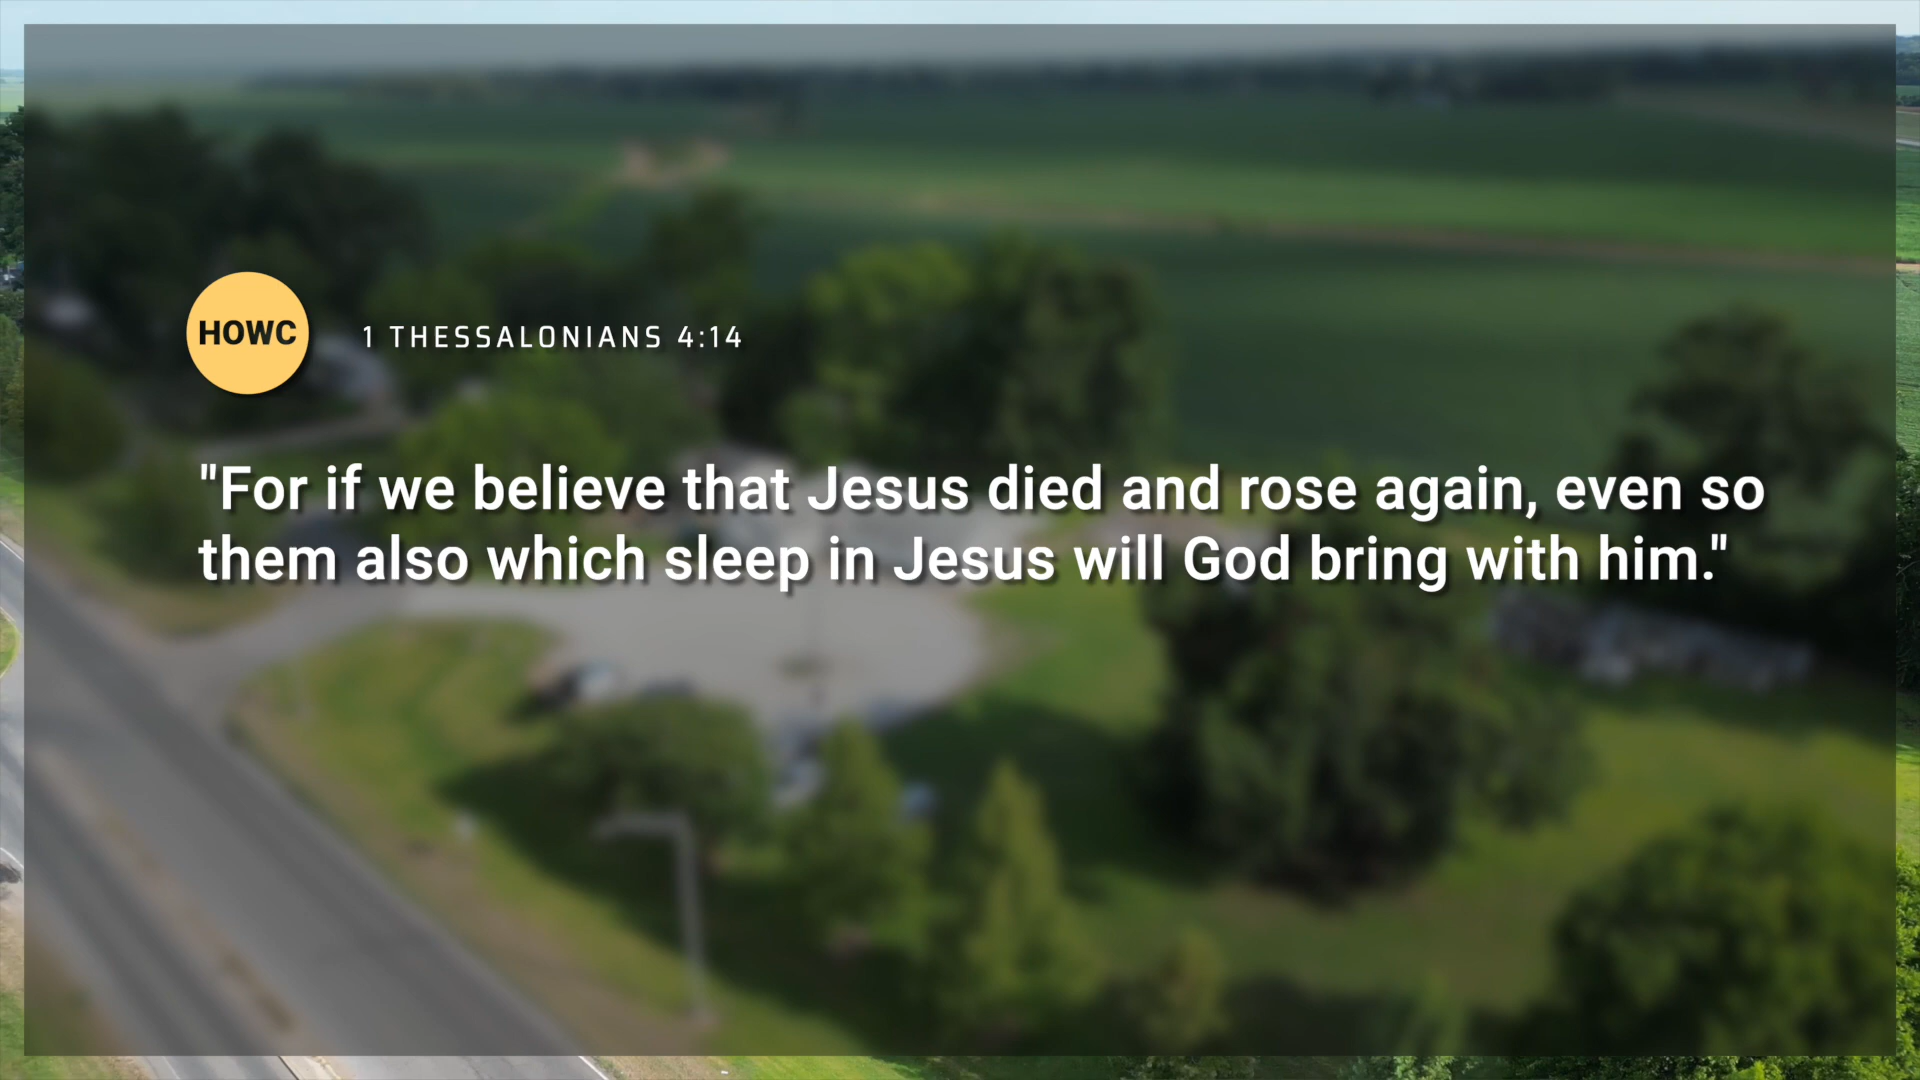 HOWC
1 THESSALONIANS 4:14
"For if we believe that Jesus died and rose again, even so
them also which sleep in Jesus will God bring with him."